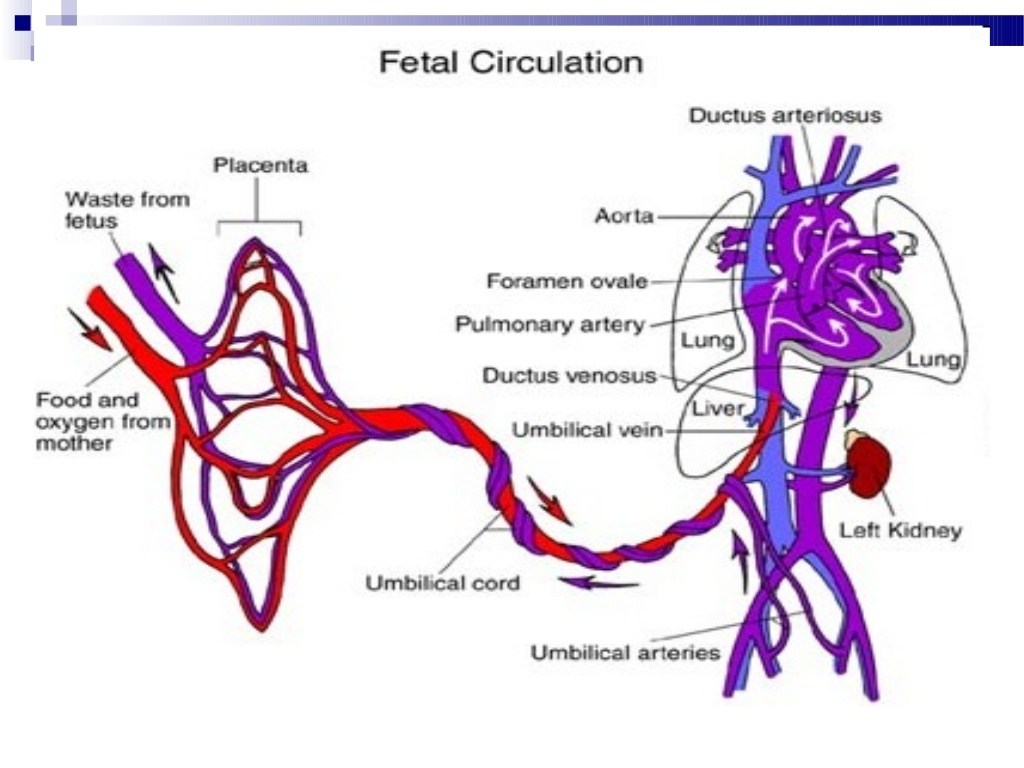 Fetal Circulation
Ductus arteriosus
Placenta
Waste from
fetus
Aorta
Foramen ovale
Pulmonary artery
Lung
Lung
Ductus venosus
Food and
oxygen from
mother
Liver
Umbilical vein
Left Kidney
Umbilical cord
Umbilical arteries